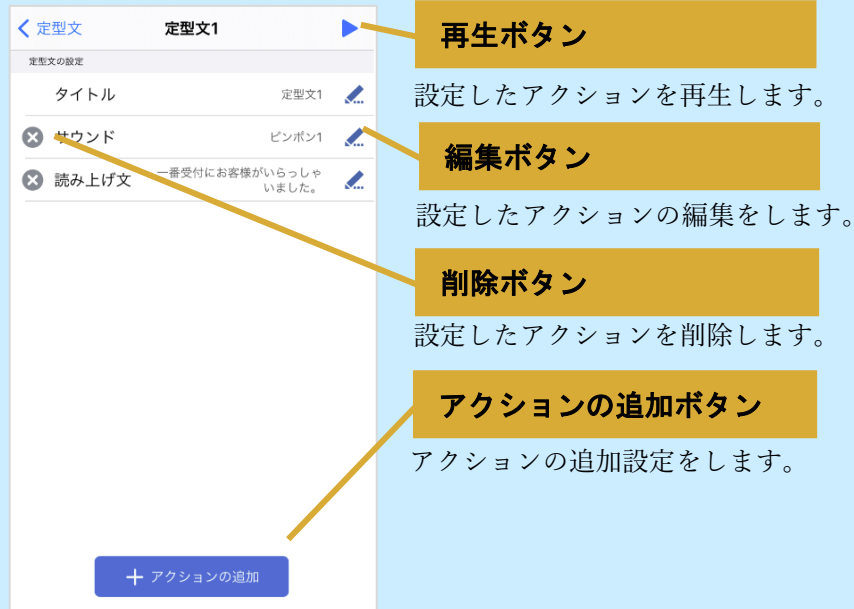 定型文
定型文1
定型文の設定
タイトル
定型文1
サウンド
ピンポン1
読み上げ文
一番受付にお客様がいらっしゃ
いました。
アクションの追加
再生ボタン
設定したアクションを再生します。
編集ボタン
設定したアクションの編集をします。
削除ボタン
設定したアクションを削除します。
アクションの追加ボタン
アクションの追加設定をします。